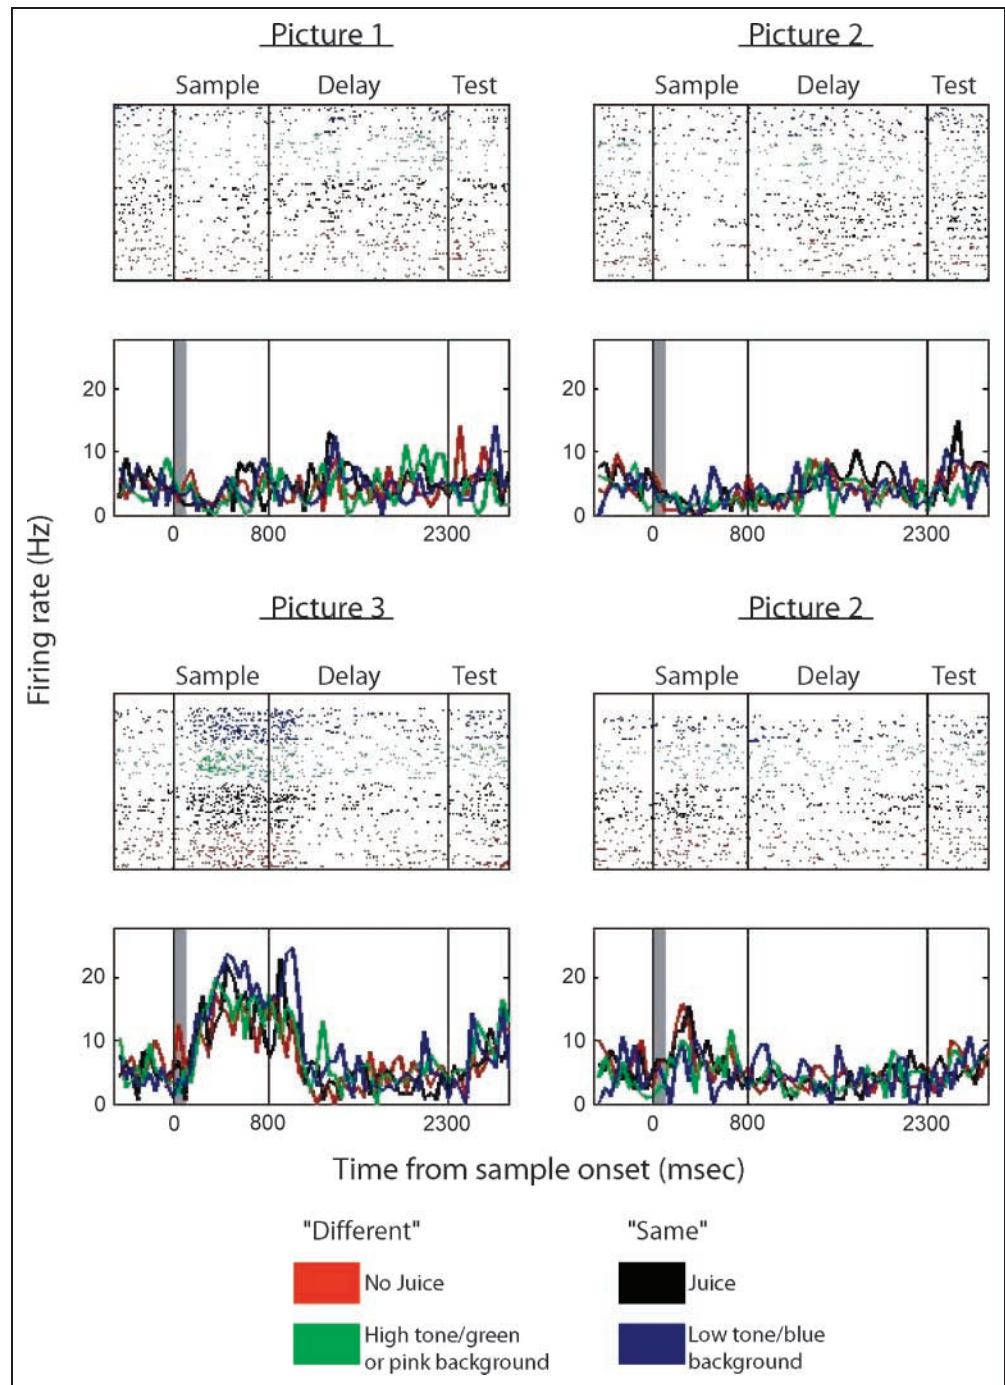 Picture 1
Picture 2
Sample Delay Test
Sample Delay Test
20
10
0
0 800 2300
20
10
0
0 800 2300
Firing rate (Hz)
Picture 3
Picture 2
Sample Delay Test
Sample Delay Test
20
10
0
0 800 2300
20
10
0
0 800 2300
Time from sample onset (msec)
"Different"
"Same"
No Juice
Juice
High tone/green
or pink background
Low tone/blue
background